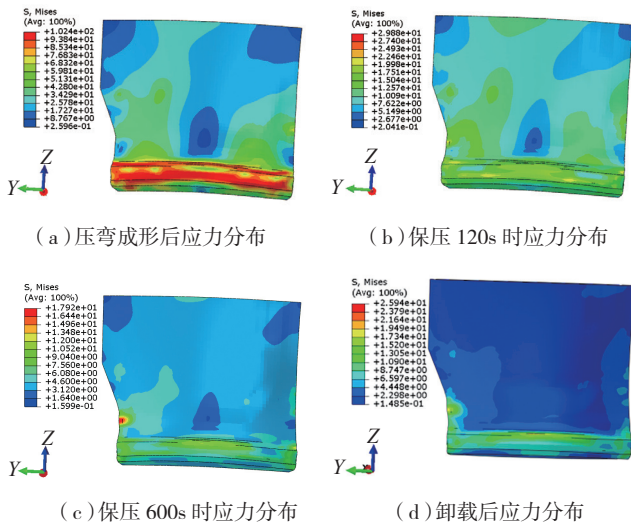 S, Mises
(Avg: 100%)
+1.024e+02
+9.384e+01
+8.534e+01
+7.683e+01
+6.832e+01
+5.981e+01
+5.131e+01
+4.280e+01
+3.429e+01
+2.578e+01
+1.727e+01
+8.767e+00
+2.596e-01
Z
Y
(a)压弯成形后应力分布
S, Mises
(Avg: 100%)
+2.988e+01
+2.740e+01
+2.493e+01
+2.246e+01
+1.998e+01
+1.751e+01
+1.504e+01
+1.257e+01
+1.009e+01
+7.622e+00
+5.149e+00
+2.677e+00
+2.041e-01
Z
Y
(b)保压 120s 时应力分布
S, Mises
(Avg: 100%)
+1.792e+01
+1.644e+01
+1.496e+01
+1.348e+01
+1.200e+01
+1.052e+01
+9.040e+00
+7.560e+00
+6.080e+00
+4.600e+00
+3.120e+00
+1.640e+00
+1.599e-01
Z
Y
(c)保压 600s 时应力分布
S, Mises
(Avg: 100%)
+2.594e+01
+2.379e+01
+2.164e+01
+1.949e+01
+1.734e+01
+1.520e+01
+1.305e+01
+1.090e+01
+8.747e+00
+6.597e+00
+4.448e+00
+2.298e+00
+1.485e-01
Z
Y
(d)卸载后应力分布